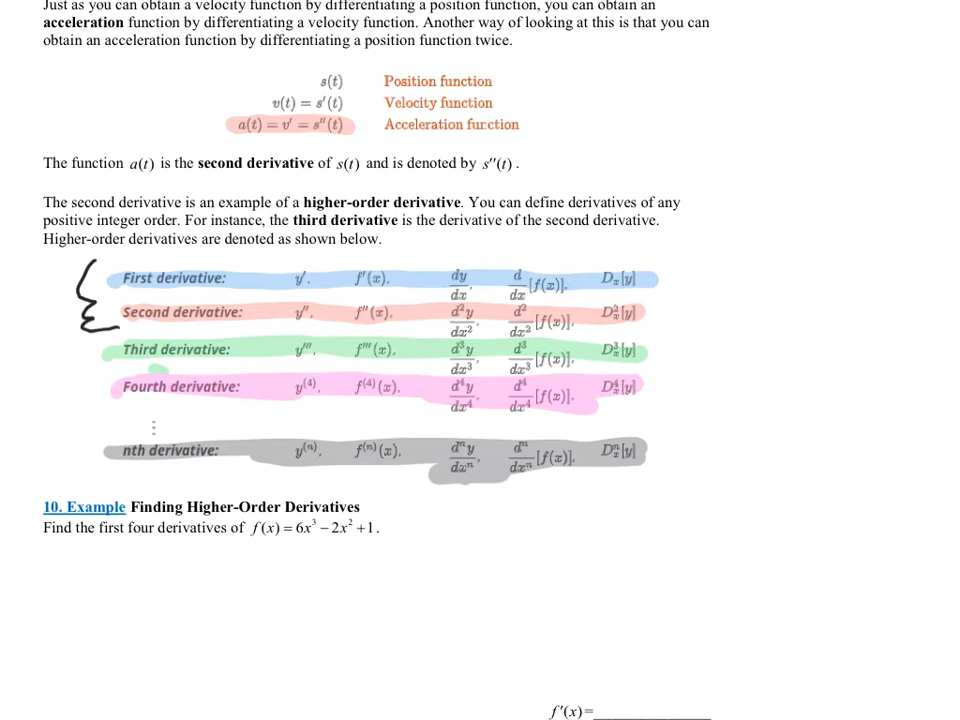 Just as you can obtain a velocity function by differentiating a position function, you can obtain an
acceleration function by differentiating a velocity function. Another way of looking at this is that you can
obtain an acceleration function by differentiating a position function twice.
s(t) Position function
v(t) = s′(t) Velocity function
a(t) = v′ = s″(t) Acceleration function
The function a(t) is the second derivative of s(t) and is denoted by s″(t) .
The second derivative is an example of a higher-order derivative. You can define derivatives of any
positive integer order. For instance, the third derivative is the derivative of the second derivative.
Higher-order derivatives are denoted as shown below.
First derivative: y′, f′(x), dy/dx, d/dx [f(x)], Dₓ[y]
Second derivative: y″, f″(x), d²y/dx², d²/dx² [f(x)], Dₓ²[y]
Third derivative: y‴, f‴(x), d³y/dx³, d³/dx³ [f(x)], Dₓ³[y]
Fourth derivative: y⁽⁴⁾, f⁽⁴⁾(x), d⁴y/dx⁴, d⁴/dx⁴ [f(x)], Dₓ⁴[y]
⋮
nth derivative: y⁽ⁿ⁾, f⁽ⁿ⁾(x), dⁿy/dxⁿ, dⁿ/dxⁿ [f(x)], Dₓⁿ[y]
10. Example Finding Higher-Order Derivatives
Find the first four derivatives of f(x) = 6x³ − 2x² + 1.
f′(x)=________________